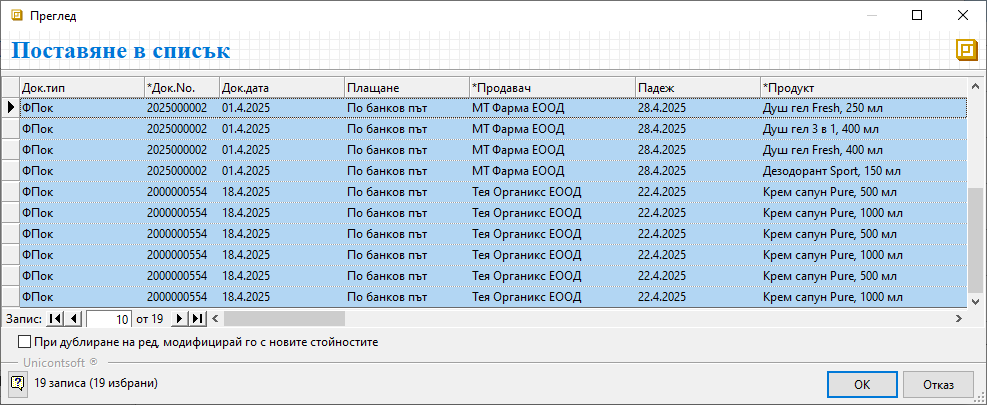 Преглед
Поставяне в списък
Док.тип *Док.No. Док.дата Плащане *Продавач Падеж *Продукт
ФПок 2025000002 01.4.2025 По банков път МТ Фарма ЕООД 28.4.2025 Душ гел Fresh, 250 мл
ФПок 2025000002 01.4.2025 По банков път МТ Фарма ЕООД 28.4.2025 Душ гел 3 в 1, 400 мл
ФПок 2025000002 01.4.2025 По банков път МТ Фарма ЕООД 28.4.2025 Душ гел Fresh, 400 мл
ФПок 2025000002 01.4.2025 По банков път МТ Фарма ЕООД 28.4.2025 Дезодорант Sport, 150 мл
ФПок 2000000554 18.4.2025 По банков път Тея Органикс ЕООД 22.4.2025 Крем сапун Pure, 500 мл
ФПок 2000000554 18.4.2025 По банков път Тея Органикс ЕООД 22.4.2025 Крем сапун Pure, 1000 мл
ФПок 2000000554 18.4.2025 По банков път Тея Органикс ЕООД 22.4.2025 Крем сапун Pure, 500 мл
ФПок 2000000554 18.4.2025 По банков път Тея Органикс ЕООД 22.4.2025 Крем сапун Pure, 1000 мл
ФПок 2000000554 18.4.2025 По банков път Тея Органикс ЕООД 22.4.2025 Крем сапун Pure, 500 мл
ФПок 2000000554 18.4.2025 По банков път Тея Органикс ЕООД 22.4.2025 Крем сапун Pure, 1000 мл
Запис: 10 от 19
При дублиране на ред, модифицирай го с новите стойностите
Unicontsoft ®
19 записа (19 избрани) OK Отказ